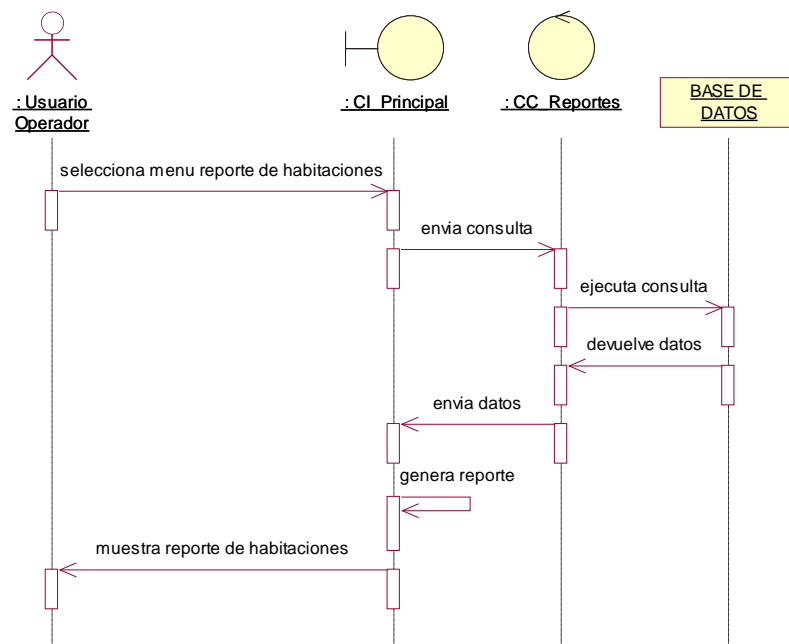 : Usuario
Operador
: CI_Principal
: CC_Reportes
BASE DE
DATOS
selecciona menu reporte de habitaciones
envia consulta
ejecuta consulta
devuelve datos
envia datos
genera reporte
muestra reporte de habitaciones